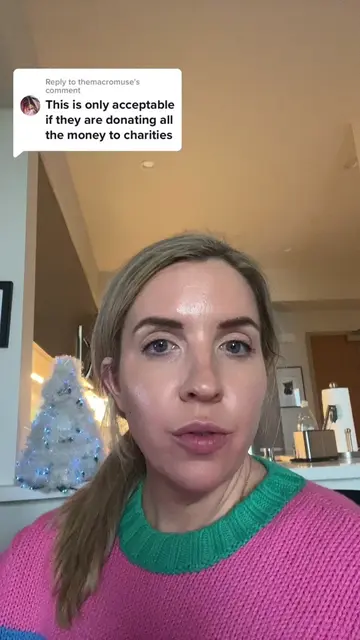 Reply to themacromuse's
comment
This is only acceptable
if they are donating all
the money to charities